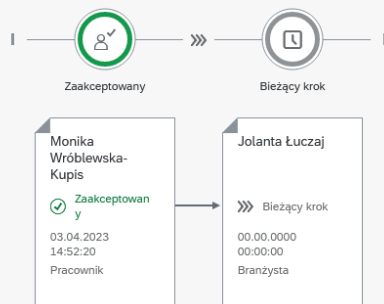 Zaakceptowany
Bieżący krok
Monika
Wróblewska-
Kupis
Zaakceptowan
y
03.04.2023
14:52:20
Pracownik
Jolanta Łuczaj
Bieżący krok
00.00.0000
00:00:00
Branżysta